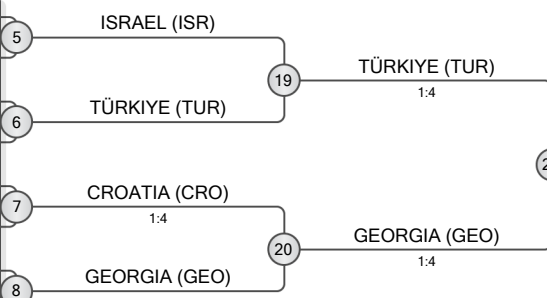 5
ISRAEL (ISR)
19
TÜRKIYE (TUR)
1:4
6
TÜRKIYE (TUR)
7
CROATIA (CRO)
1:4
20
GEORGIA (GEO)
1:4
8
GEORGIA (GEO)